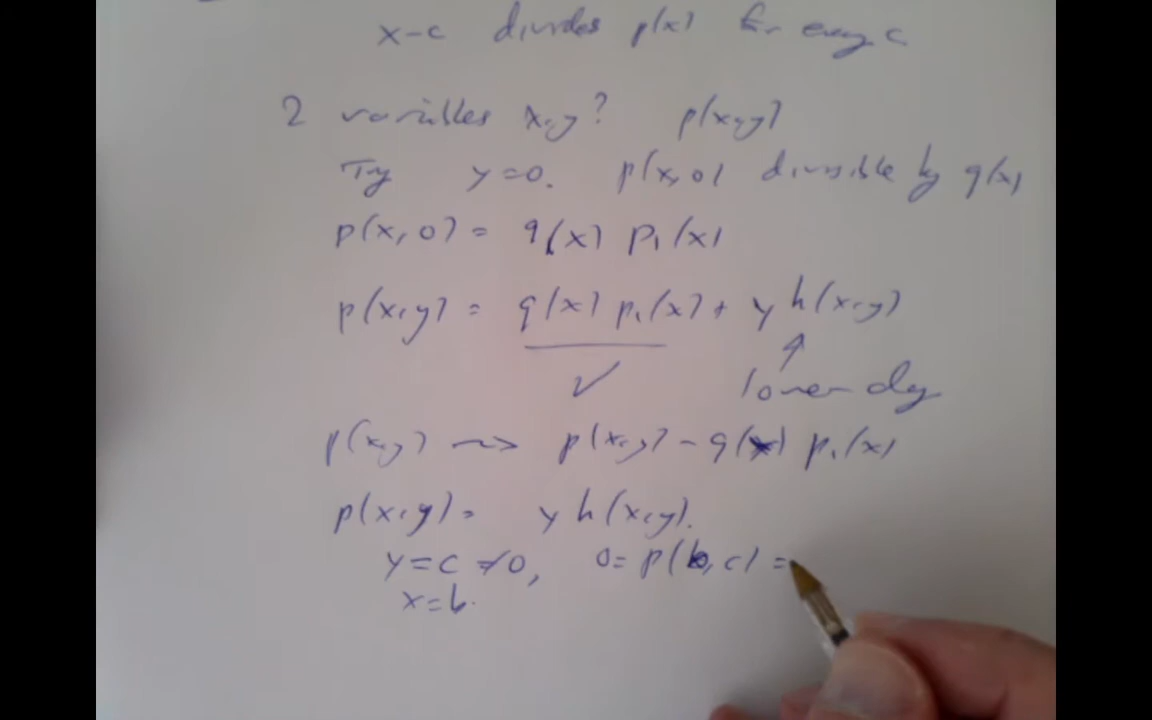 x-c divides p(x) for every c
2 variables x,y? p(x,y)
Try y=0. p(x,0) divisible by q(x)
p(x,0) = q(x) p₁(x)
p(x,y) = q(x) p₁(x) + y h(x,y)
✓ ↑ lower deg
p(x,y) ⇝ p(x,y) - q(x) p₁(x)
p(x,y) = y h(x,y).
y=c ≠0, 0= p(b,c) =
x=b.